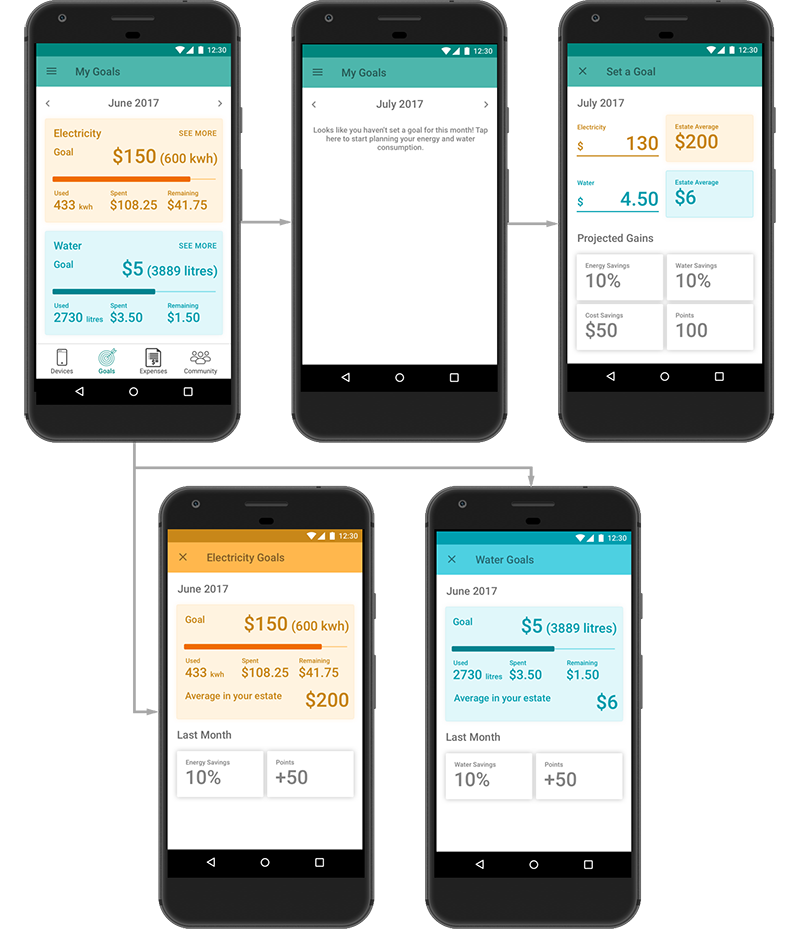 12:30
My Goals
June 2017
Electricity
SEE MORE
Goal
$150 (600 kwh)
Used
Spent
Remaining
433 kwh
$108.25
$41.75
Water
SEE MORE
Goal
$5 (3889 litres)
Used
Spent
Remaining
2730 litres
$3.50
$1.50
Devices
Goals
Expenses
Community
12:30
My Goals
July 2017
Looks like you haven't set a goal for this month! Tap
here to start planning your energy and water
consumption.
12:30
Set a Goal
July 2017
Electricity
$ 130
Estate Average
$200
Water
$ 4.50
Estate Average
$6
Projected Gains
Energy Savings
10%
Water Savings
10%
Cost Savings
$50
Points
100
12:30
Electricity Goals
June 2017
Goal
$150 (600 kwh)
Used
Spent
Remaining
433 kwh
$108.25
$41.75
Average in your estate
$200
Last Month
Energy Savings
10%
Points
+50
12:30
Water Goals
June 2017
Goal
$5 (3889 litres)
Used
Spent
Remaining
2730 litres
$3.50
$1.50
Average in your estate
$6
Last Month
Water Savings
10%
Points
+50